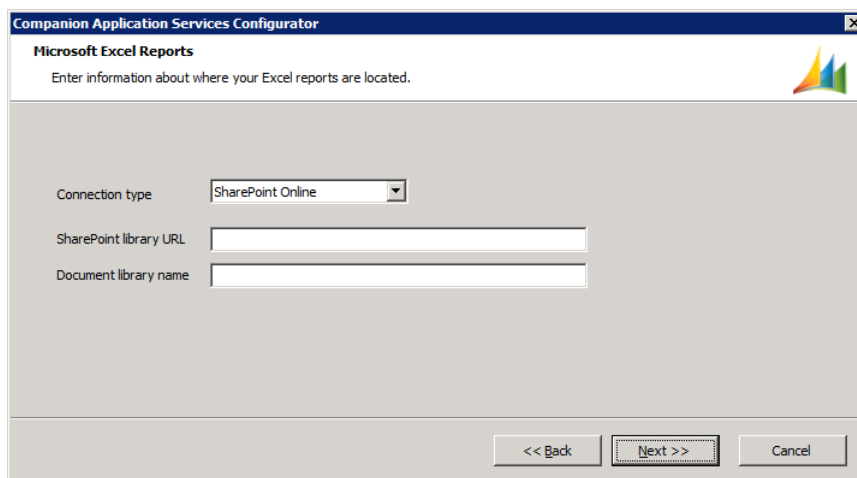 Companion Application Services Configurator
Microsoft Excel Reports
Enter information about where your Excel reports are located.
Connection type
SharePoint Online
SharePoint library URL
Document library name
<< Back
Next >>
Cancel